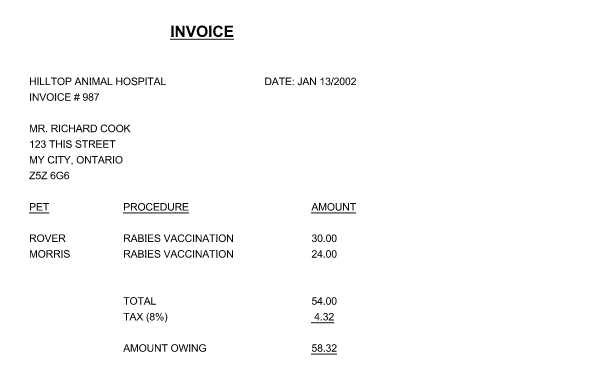 INVOICE
HILLTOP ANIMAL HOSPITAL DATE: JAN 13/2002
INVOICE # 987
MR. RICHARD COOK
123 THIS STREET
MY CITY, ONTARIO
Z5Z 6G6
PET PROCEDURE AMOUNT
ROVER RABIES VACCINATION 30.00
MORRIS RABIES VACCINATION 24.00
TOTAL 54.00
TAX (8%) 4.32
AMOUNT OWING 58.32